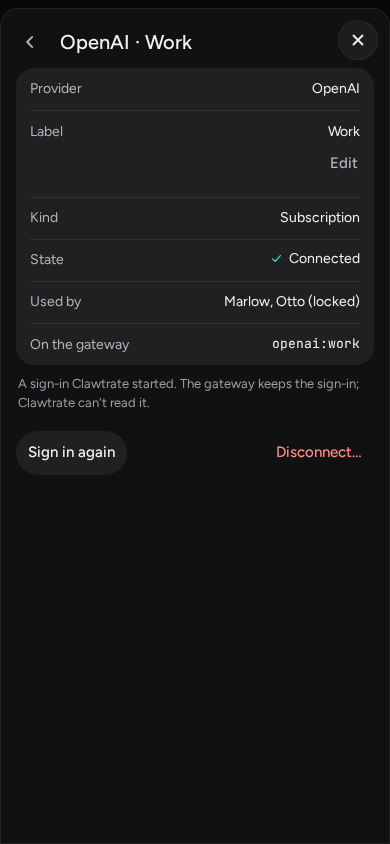 OpenAI · Work
Provider OpenAI
Label Work
Edit
Kind Subscription
State Connected
Used by Marlow, Otto (locked)
On the gateway openai:work
A sign-in Clawtrate started. The gateway keeps the sign-in;
Clawtrate can't read it.
Sign in again Disconnect…